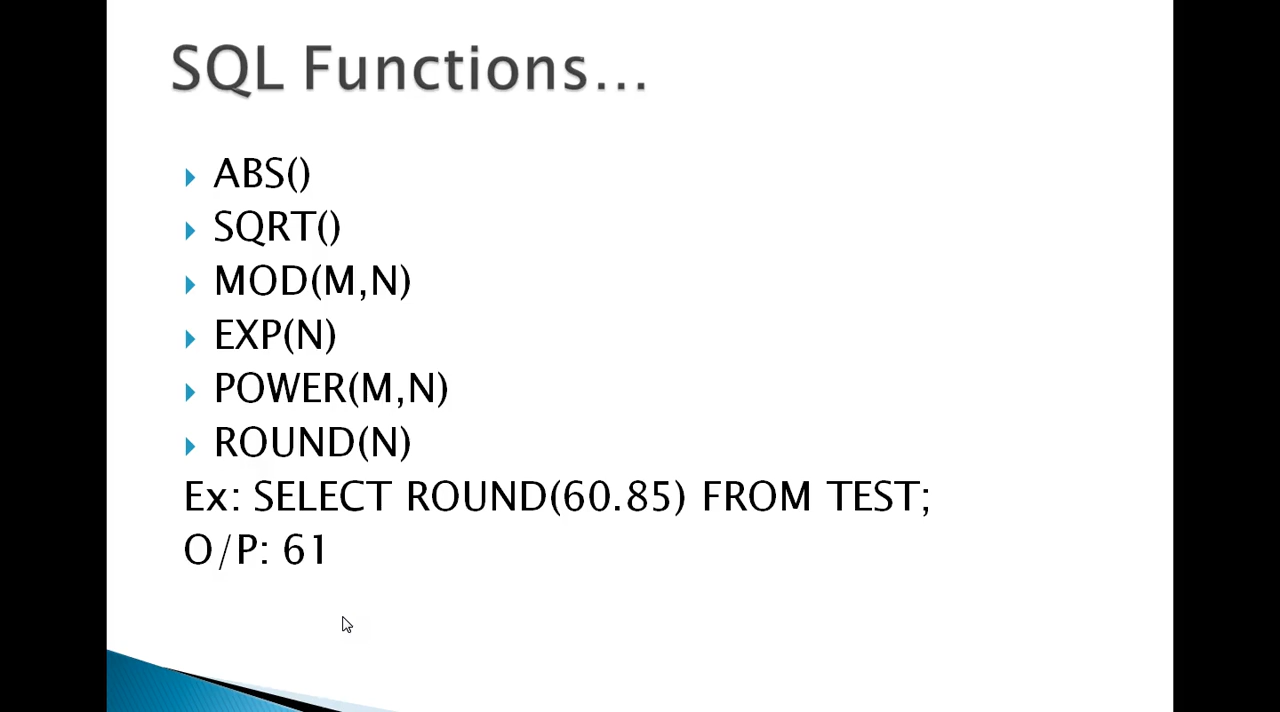 SQL Functions...
ABS()
SQRT()
MOD(M,N)
EXP(N)
POWER(M,N)
ROUND(N)
Ex: SELECT ROUND(60.85) FROM TEST;
O/P: 61